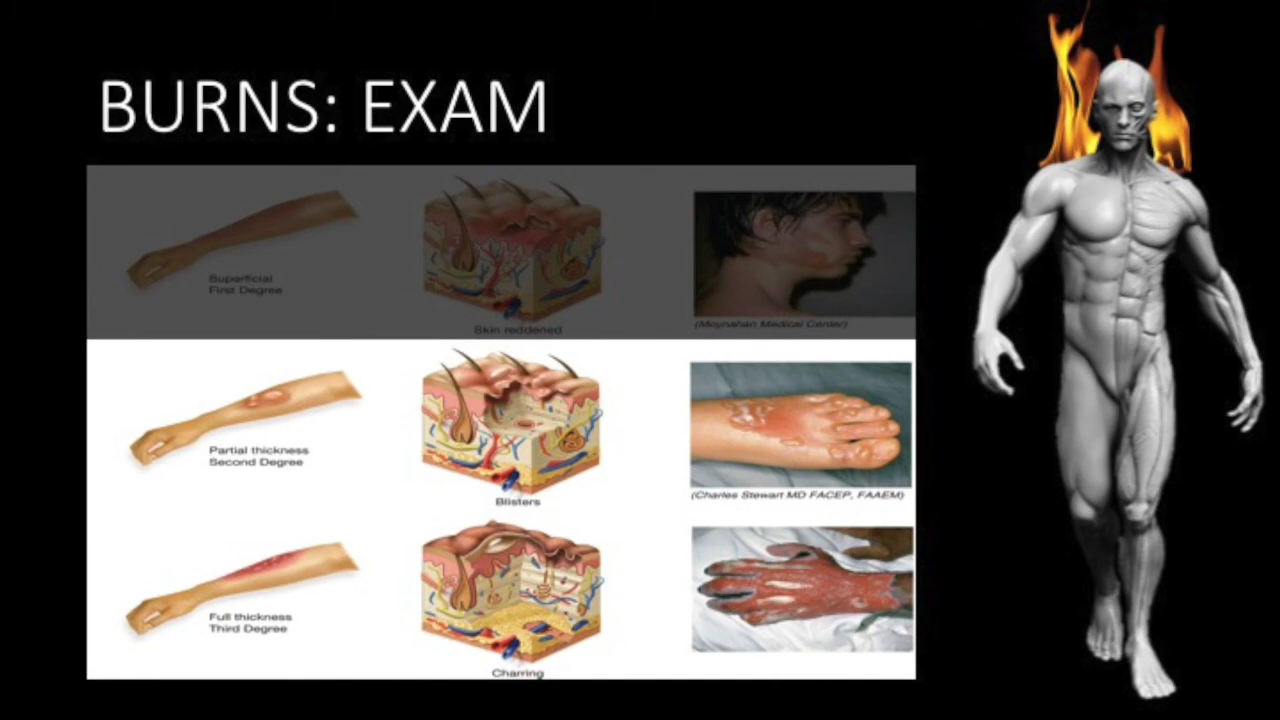 BURNS: EXAM
Superficial
First Degree
Skin reddened
(Moynahan Medical Center)
Partial thickness
Second Degree
Blisters
(Charles Stewart MD FACEP, FAAEM)
Full thickness
Third Degree
Charring